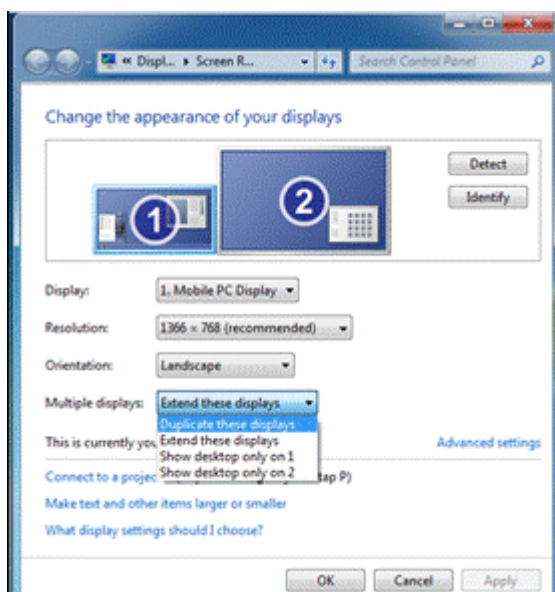 « Displ... ▸ Screen R...
Search Control Panel
Change the appearance of your displays
1
2
Detect
Identify
Display: 1. Mobile PC Display
Resolution: 1366 × 768 (recommended)
Orientation: Landscape
Multiple displays: Extend these displays
Duplicate these displays
This is currently you Extend these displays Advanced settings
Show desktop only on 1
Connect to a projec Show desktop only on 2 tap P)
Make text and other items larger or smaller
What display settings should I choose?
OK Cancel Apply